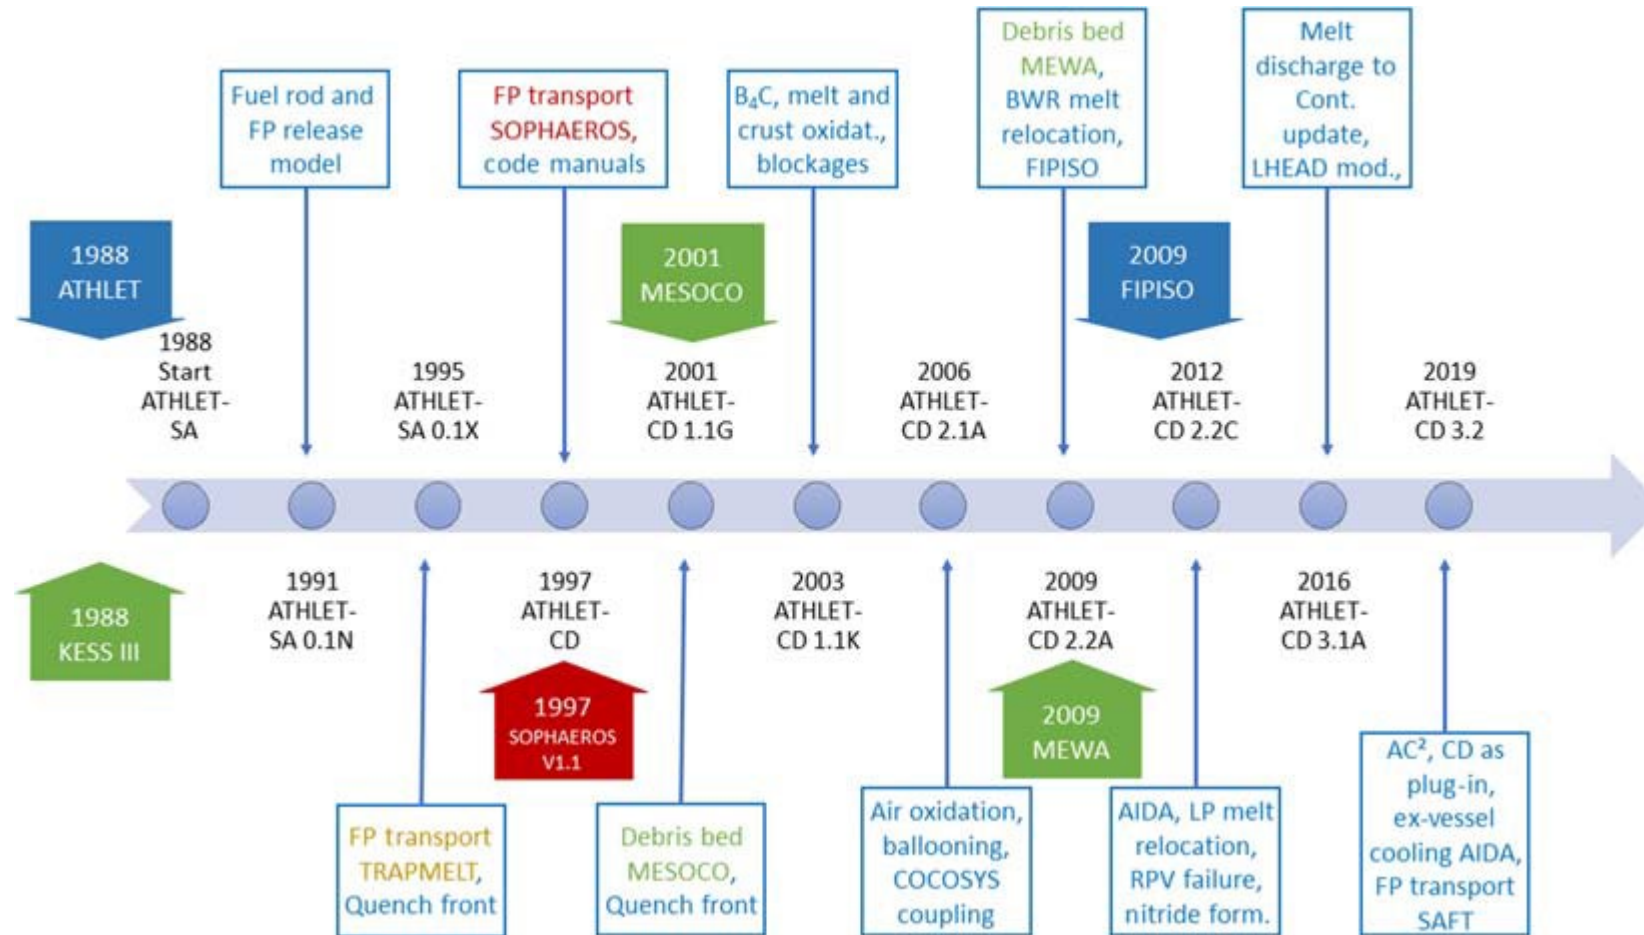 Fuel rod and
FP release
model
FP transport
SOPHAEROS,
code manuals
B₄C, melt and
crust oxidat.,
blockages
Debris bed
MEWA,
BWR melt
relocation,
FIPISO
Melt
discharge to
Cont.
update,
LHEAD mod.,
1988
ATHLET
2001
MESOCO
2009
FIPISO
1988
Start
ATHLET-
SA
1995
ATHLET-
SA 0.1X
2001
ATHLET-
CD 1.1G
2006
ATHLET-
CD 2.1A
2012
ATHLET-
CD 2.2C
2019
ATHLET-
CD 3.2
1991
ATHLET-
SA 0.1N
1997
ATHLET-
CD
2003
ATHLET-
CD 1.1K
2009
ATHLET-
CD 2.2A
2016
ATHLET-
CD 3.1A
1988
KESS III
1997
SOPHAEROS
V1.1
2009
MEWA
FP transport
TRAPMELT,
Quench front
Debris bed
MESOCO,
Quench front
Air oxidation,
ballooning,
COCOSYS
coupling
AIDA, LP melt
relocation,
RPV failure,
nitride form.
AC², CD as
plug-in,
ex-vessel
cooling AIDA,
FP transport
SAFT